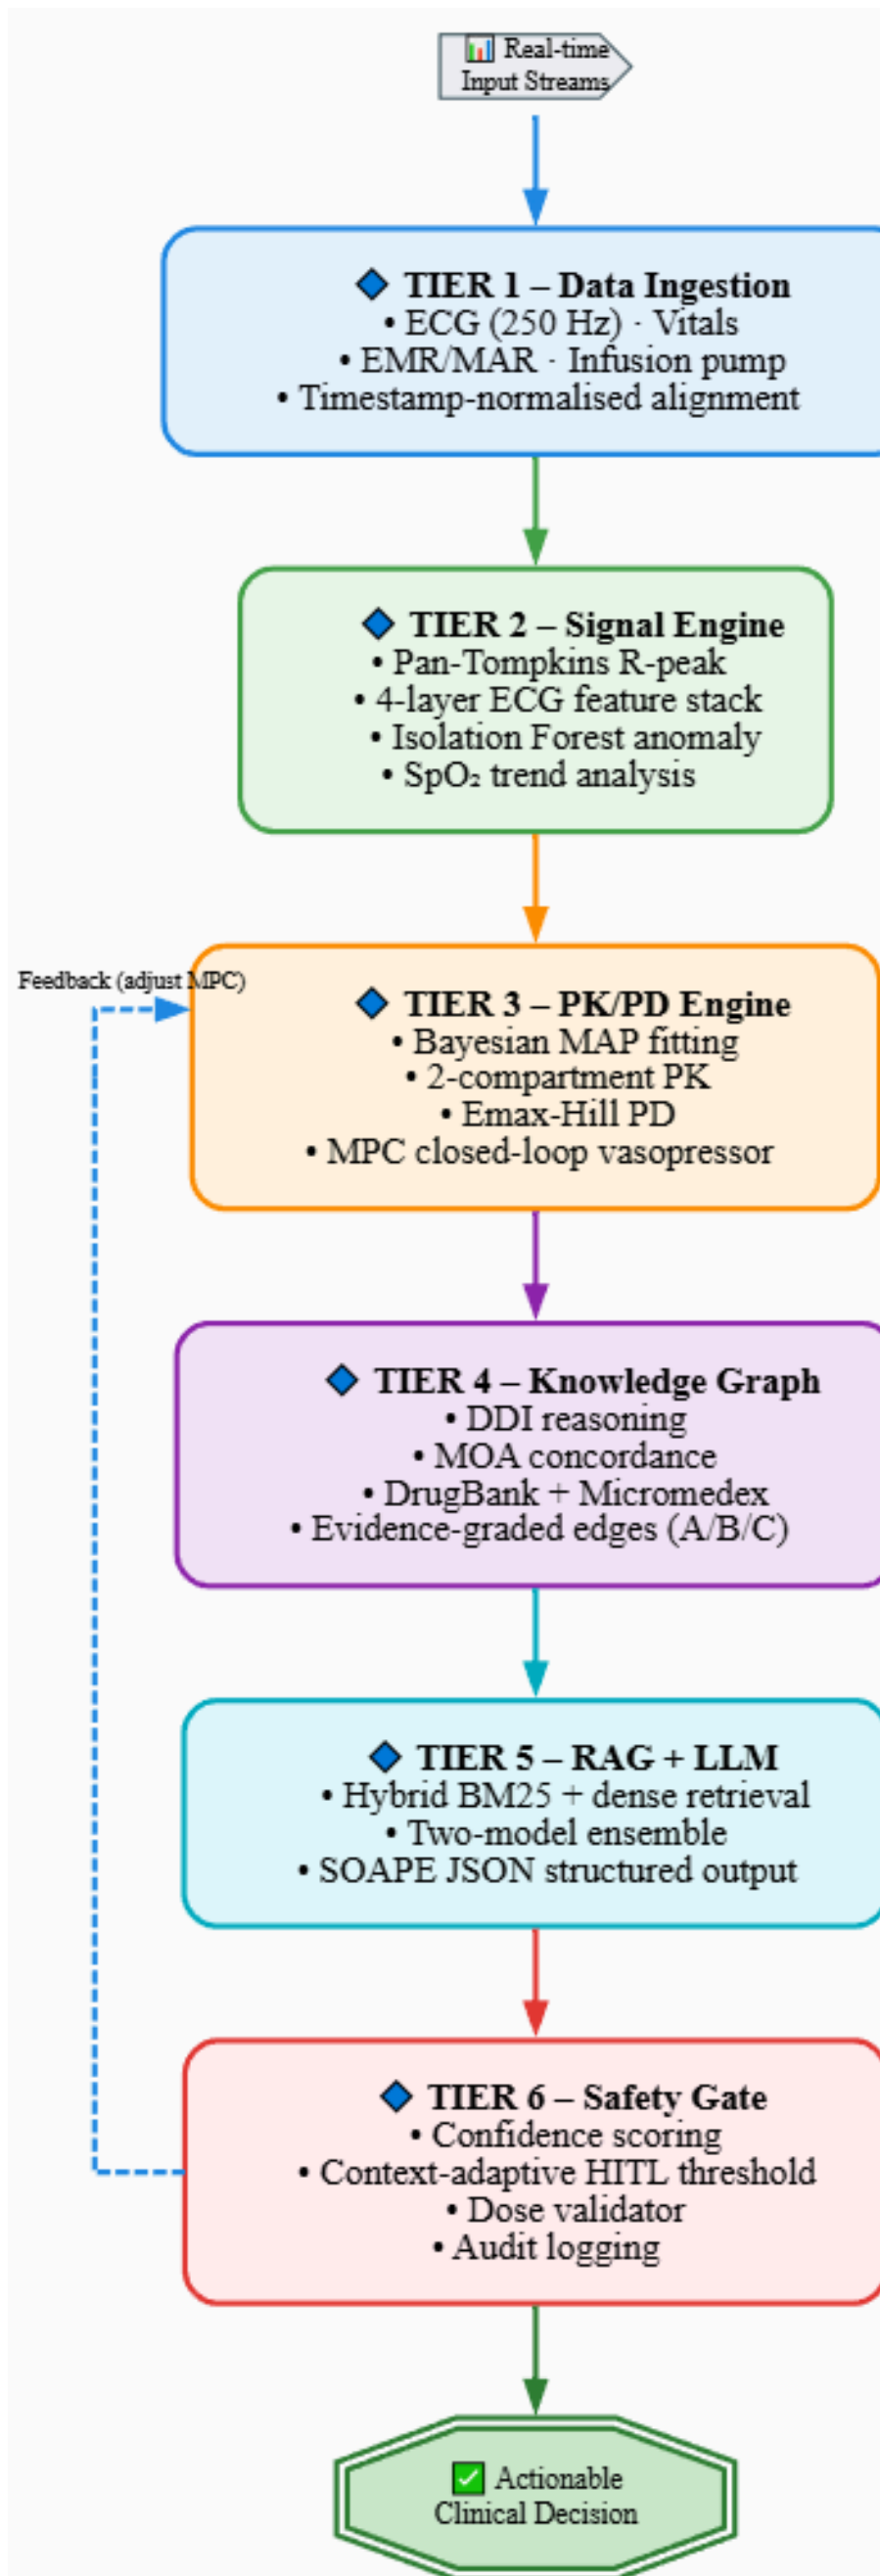 📊 Real-time
Input Streams
🔷 TIER 1 – Data Ingestion
• ECG (250 Hz) · Vitals
• EMR/MAR · Infusion pump
• Timestamp-normalised alignment
🔷 TIER 2 – Signal Engine
• Pan-Tompkins R-peak
• 4-layer ECG feature stack
• Isolation Forest anomaly
• SpO₂ trend analysis
Feedback (adjust MPC)
🔷 TIER 3 – PK/PD Engine
• Bayesian MAP fitting
• 2-compartment PK
• Emax-Hill PD
• MPC closed-loop vasopressor
🔷 TIER 4 – Knowledge Graph
• DDI reasoning
• MOA concordance
• DrugBank + Micromedex
• Evidence-graded edges (A/B/C)
🔷 TIER 5 – RAG + LLM
• Hybrid BM25 + dense retrieval
• Two-model ensemble
• SOAPE JSON structured output
🔷 TIER 6 – Safety Gate
• Confidence scoring
• Context-adaptive HITL threshold
• Dose validator
• Audit logging
✅ Actionable
Clinical Decision